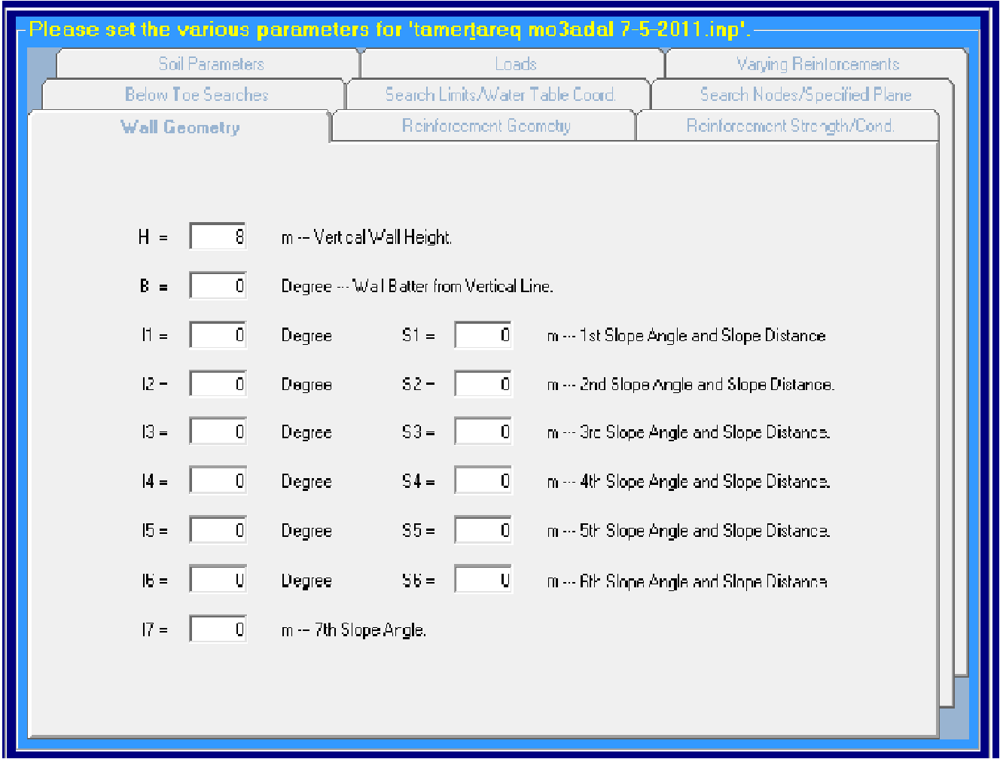 Please set the various parameters for 'tamertareq mo3adal 7-5-2011.inp'.
Soil Parameters Loads Varying Reinforcements
Below Toe Searches Search Limits/Water Table Coord. Search Nodes/Specified Plane
Wall Geometry Reinforcement Geometry Reinforcement Strength/Cond.
H = 8 m --- Vertical Wall Height.
B = 0 Degree --- Wall Batter from Vertical Line.
I1 = 0 Degree S1 = 0 m --- 1st Slope Angle and Slope Distance
I2 = 0 Degree S2 = 0 m --- 2nd Slope Angle and Slope Distance.
I3 = 0 Degree S3 = 0 m --- 3rd Slope Angle and Slope Distance.
I4 = 0 Degree S4 = 0 m --- 4th Slope Angle and Slope Distance.
I5 = 0 Degree S5 = 0 m --- 5th Slope Angle and Slope Distance.
I6 = 0 Degree S6 = 0 m --- 6th Slope Angle and Slope Distance
I7 = 0 m --- 7th Slope Angle.